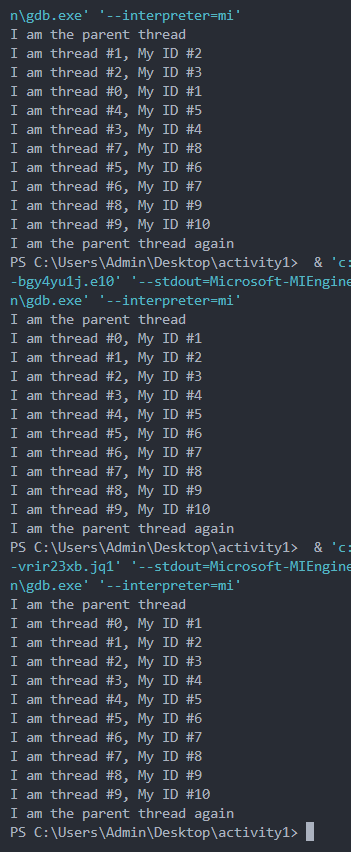 n\gdb.exe' '--interpreter=mi'
I am the parent thread
I am thread #1, My ID #2
I am thread #2, My ID #3
I am thread #0, My ID #1
I am thread #4, My ID #5
I am thread #3, My ID #4
I am thread #7, My ID #8
I am thread #5, My ID #6
I am thread #6, My ID #7
I am thread #8, My ID #9
I am thread #9, My ID #10
I am the parent thread again
PS C:\Users\Admin\Desktop\activity1>  & 'c:
-bgy4yu1j.e10' '--stdout=Microsoft-MIEngine
n\gdb.exe' '--interpreter=mi'
I am the parent thread
I am thread #0, My ID #1
I am thread #1, My ID #2
I am thread #2, My ID #3
I am thread #3, My ID #4
I am thread #4, My ID #5
I am thread #5, My ID #6
I am thread #6, My ID #7
I am thread #7, My ID #8
I am thread #8, My ID #9
I am thread #9, My ID #10
I am the parent thread again
PS C:\Users\Admin\Desktop\activity1>  & 'c:
-vrir23xb.jq1' '--stdout=Microsoft-MIEngine
n\gdb.exe' '--interpreter=mi'
I am the parent thread
I am thread #0, My ID #1
I am thread #1, My ID #2
I am thread #2, My ID #3
I am thread #3, My ID #4
I am thread #4, My ID #5
I am thread #5, My ID #6
I am thread #6, My ID #7
I am thread #7, My ID #8
I am thread #8, My ID #9
I am thread #9, My ID #10
I am the parent thread again
PS C:\Users\Admin\Desktop\activity1>